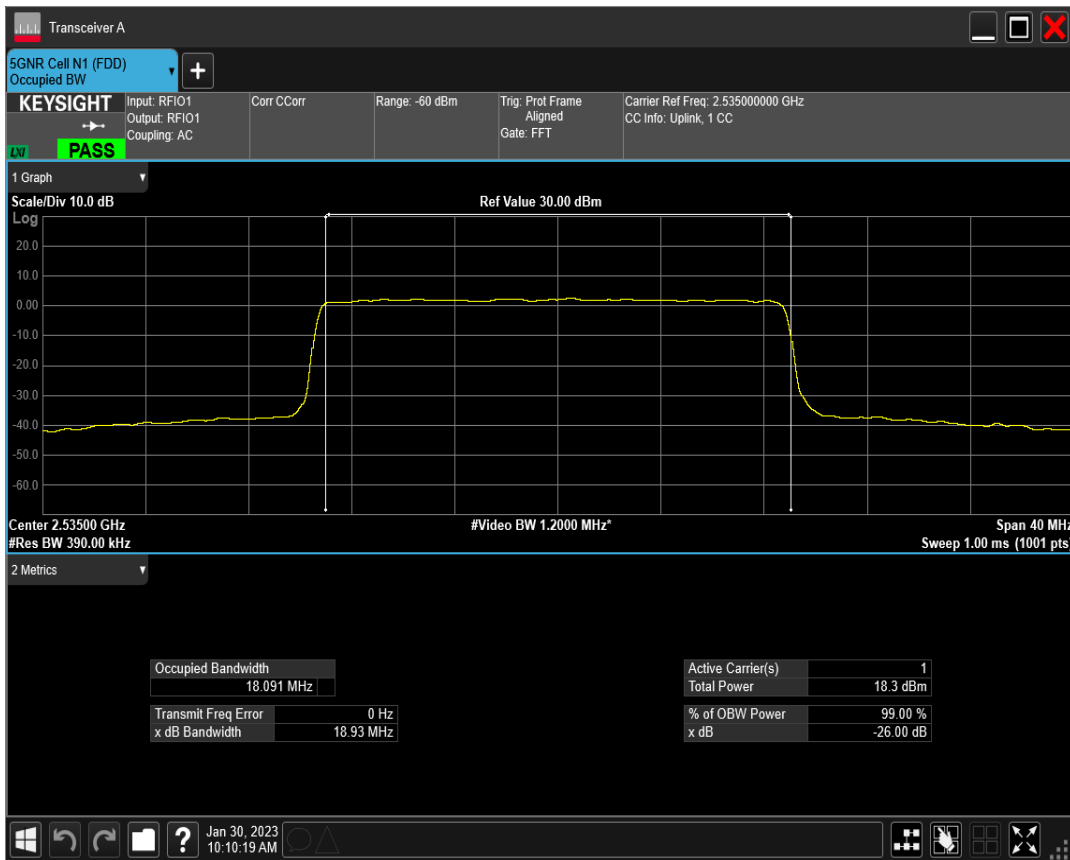 Transceiver A
5GNR Cell N1 (FDD)
Occupied BW
+
KEYSIGHT
LXI
PASS
Input: RFIO1
Output: RFIO1
Coupling: AC
Corr CCorr
Range: -60 dBm
Trig: Prot Frame
Aligned
Gate: FFT
Carrier Ref Freq: 2.535000000 GHz
CC Info: Uplink, 1 CC
1 Graph
Scale/Div 10.0 dB
Ref Value 30.00 dBm
Log
20.0
10.0
0.00
-10.0
-20.0
-30.0
-40.0
-50.0
-60.0
Center 2.53500 GHz
#Video BW 1.2000 MHz*
Span 40 MHz
#Res BW 390.00 kHz
Sweep 1.00 ms (1001 pts)
2 Metrics
Occupied Bandwidth
18.091 MHz
Transmit Freq Error 0 Hz
x dB Bandwidth 18.93 MHz
Active Carrier(s) 1
Total Power 18.3 dBm
% of OBW Power 99.00 %
x dB -26.00 dB
?
Jan 30, 2023
10:10:19 AM